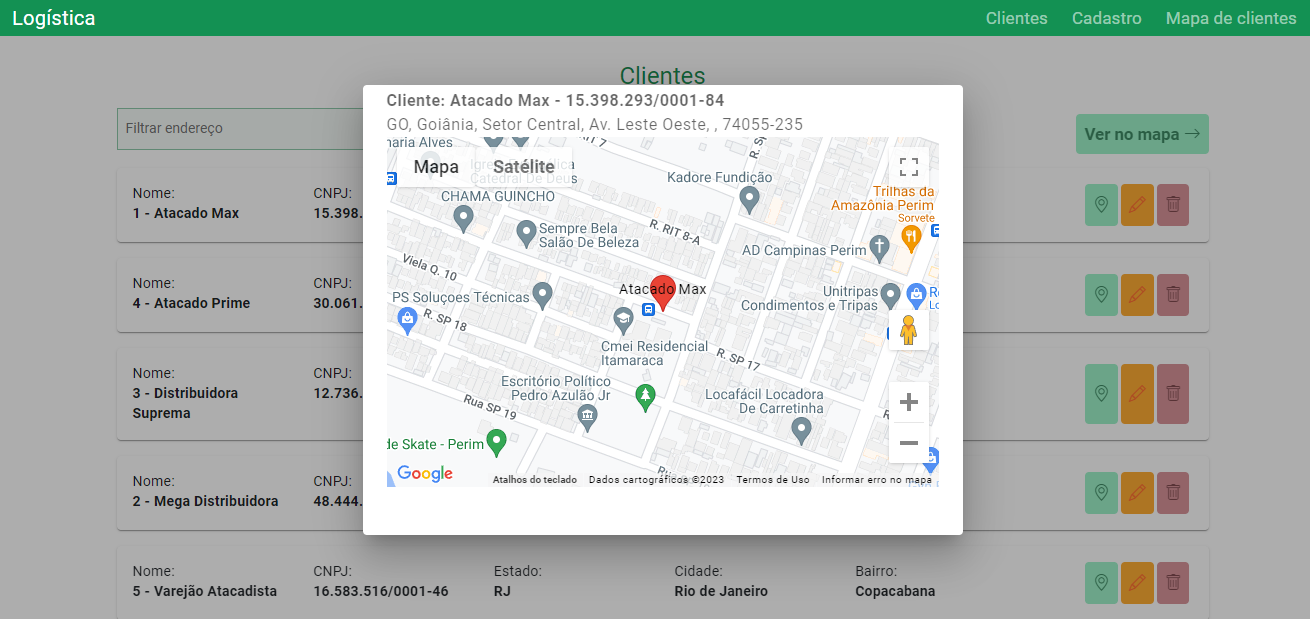 Logística
Clientes
Cadastro
Mapa de clientes
Clientes
Filtrar endereço
Ver no mapa
Cliente: Atacado Max - 15.398.293/0001-84
GO, Goiânia, Setor Central, Av. Leste Oeste, , 74055-235
naria Alves
RIT 7
R. SP
Mapa
Satélite
Catedral De Deus
Kadore Fundição
CHAMA GUINCHO
Trilhas da
Amazônia Perim
Sorvete
Sempre Bela
Salão De Beleza
R. RIT 8-A
AD Campinas Perim
Viela Q. 10
PS Soluçoes Técnicas
Atacado Max
Unitripas
Condimentos e Tripas
R. SP 18
Cmei Residencial
Itamaraca
R. SP 17
Escritório Político
Pedro Azulão Jr
Locafácil Locadora
De Carretinha
Rua SP 19
de Skate - Perim
Google
Atalhos do teclado
Dados cartográficos ©2023
Termos de Uso
Informar erro no mapa
Nome:
1 - Atacado Max
CNPJ:
15.398.
Nome:
4 - Atacado Prime
CNPJ:
30.061.
Nome:
3 - Distribuidora
Suprema
CNPJ:
12.736.
Nome:
2 - Mega Distribuidora
CNPJ:
48.444.
Nome:
5 - Varejão Atacadista
CNPJ:
16.583.516/0001-46
Estado:
RJ
Cidade:
Rio de Janeiro
Bairro:
Copacabana